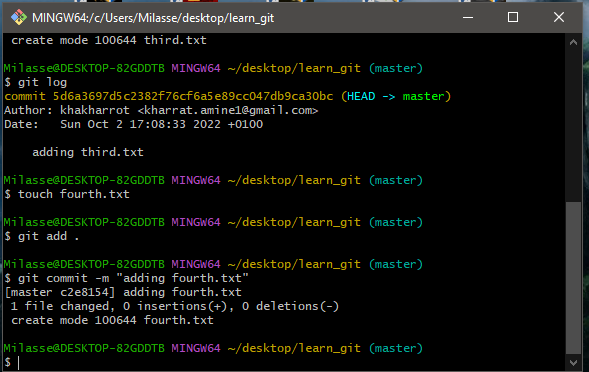 MINGW64:/c/Users/Milasse/desktop/learn_git
create mode 100644 third.txt
Milasse@DESKTOP-82GDDTB MINGW64 ~/desktop/learn_git (master)
$ git log
commit 5d6a3697d5c2382f76cf6a5e89cc047db9ca30bc (HEAD -> master)
Author: khakharrot <kharrat.amine1@gmail.com>
Date:   Sun Oct 2 17:08:33 2022 +0100
    adding third.txt
Milasse@DESKTOP-82GDDTB MINGW64 ~/desktop/learn_git (master)
$ touch fourth.txt
Milasse@DESKTOP-82GDDTB MINGW64 ~/desktop/learn_git (master)
$ git add .
Milasse@DESKTOP-82GDDTB MINGW64 ~/desktop/learn_git (master)
$ git commit -m "adding fourth.txt"
[master c2e8154] adding fourth.txt
 1 file changed, 0 insertions(+), 0 deletions(-)
 create mode 100644 fourth.txt
Milasse@DESKTOP-82GDDTB MINGW64 ~/desktop/learn_git (master)
$